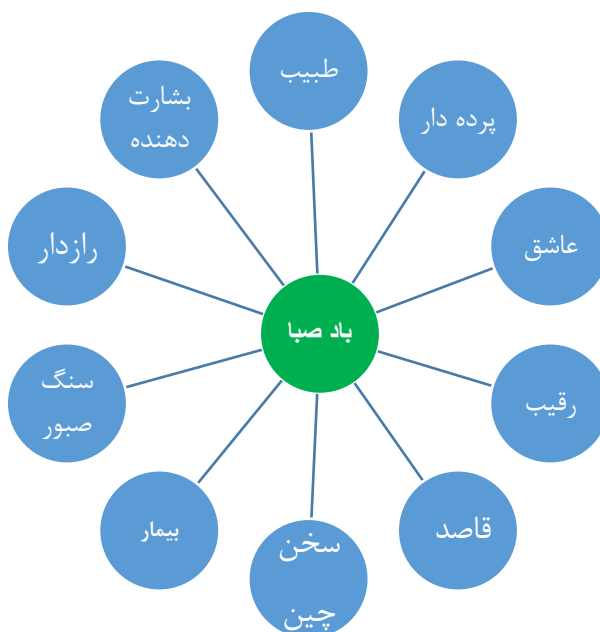 طبیب
پرده دار
عاشق
رقیب
قاصد
سخن
چین
بیمار
سنگ
صبور
رازدار
بشارت
دهنده
باد صبا